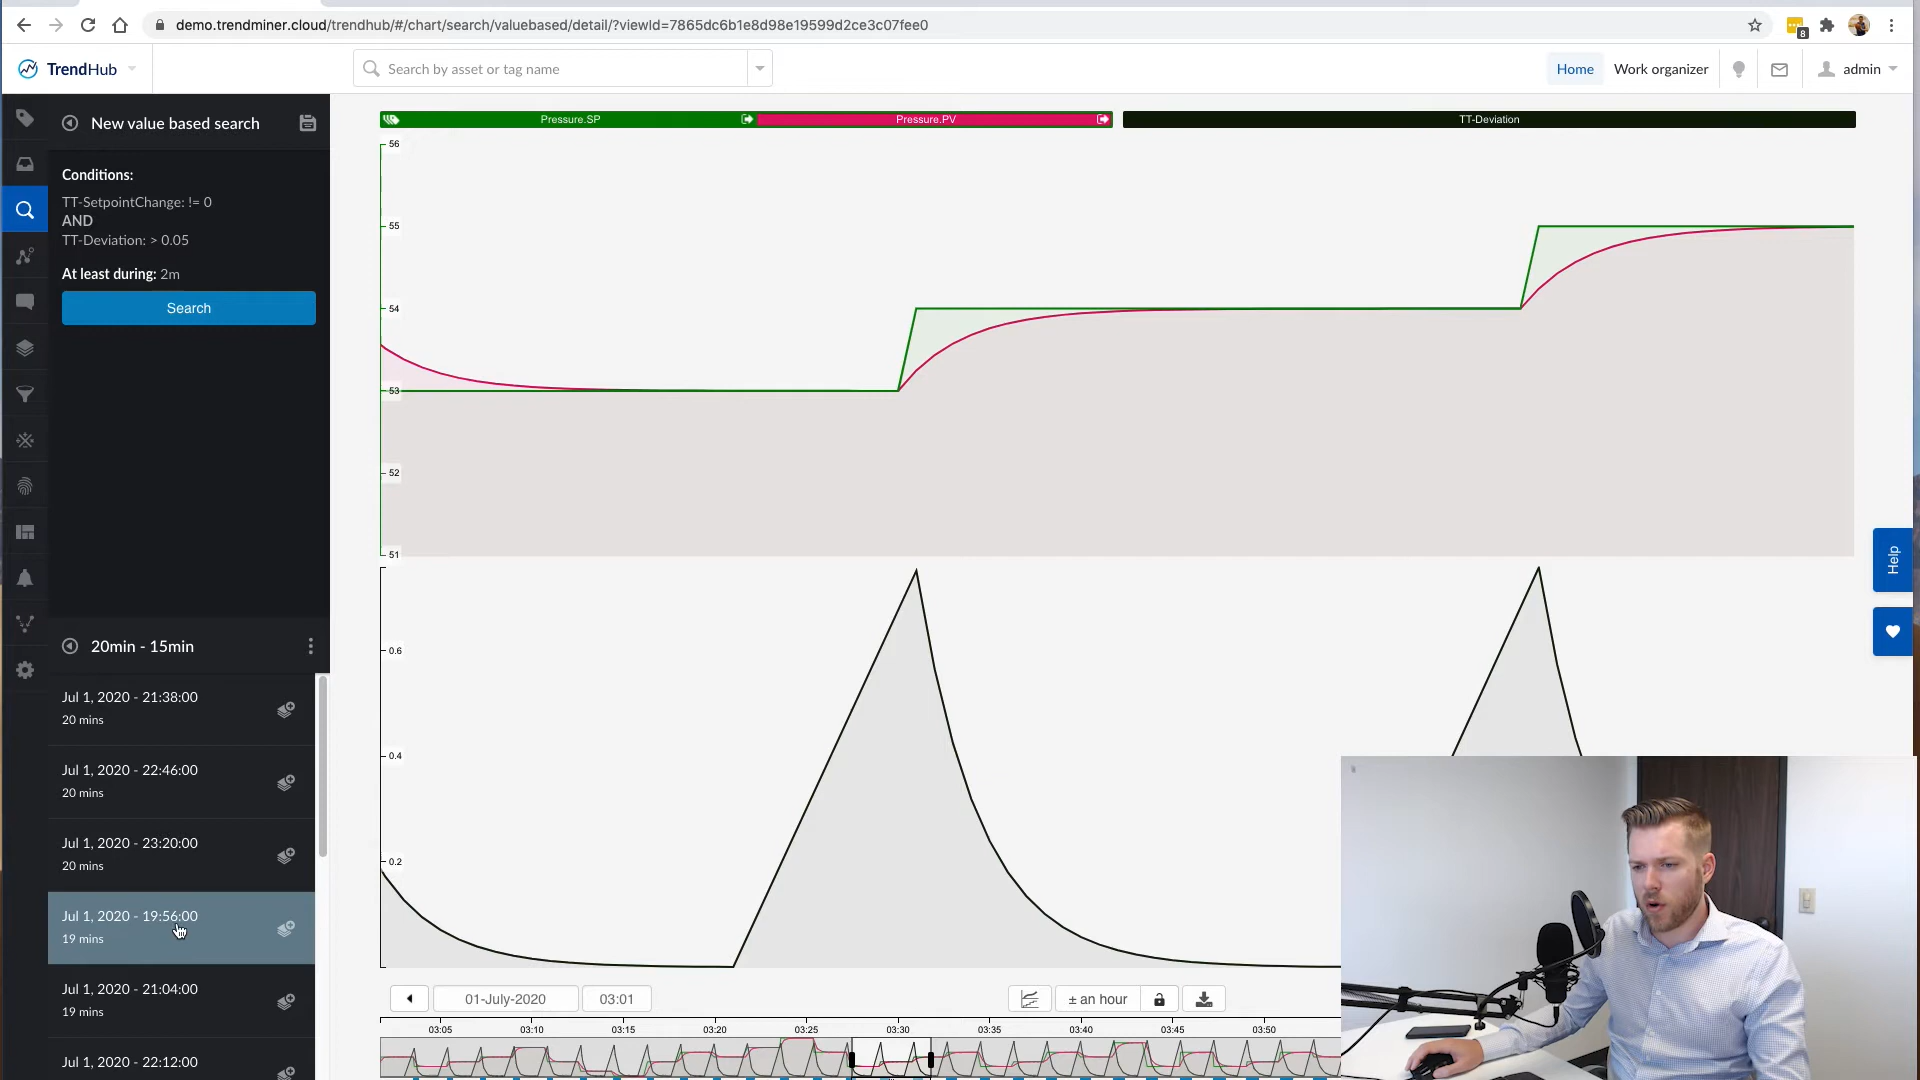 demo.trendminer.cloud/trendhub/#/chart/search/valuebased/detail/?viewId=7865dc6b1e8d98e19599d2ce3c07fee0
8
TrendHub
Search by asset or tag name
Home
Work organizer
admin
New value based search
Conditions:
TT-SetpointChange: != 0
AND
TT-Deviation: > 0.05
At least during: 2m
Search
20min - 15min
Jul 1, 2020 - 21:38:00
20 mins
Jul 1, 2020 - 22:46:00
20 mins
Jul 1, 2020 - 23:20:00
20 mins
Jul 1, 2020 - 19:56:00
19 mins
Jul 1, 2020 - 21:04:00
19 mins
Jul 1, 2020 - 22:12:00
Pressure.SP
Pressure.PV
TT-Deviation
56
55
54
53
52
51
0.6
0.4
0.2
01-July-2020
03:01
± an hour
03:05
03:10
03:15
03:20
03:25
03:30
03:35
03:40
03:45
03:50
Help